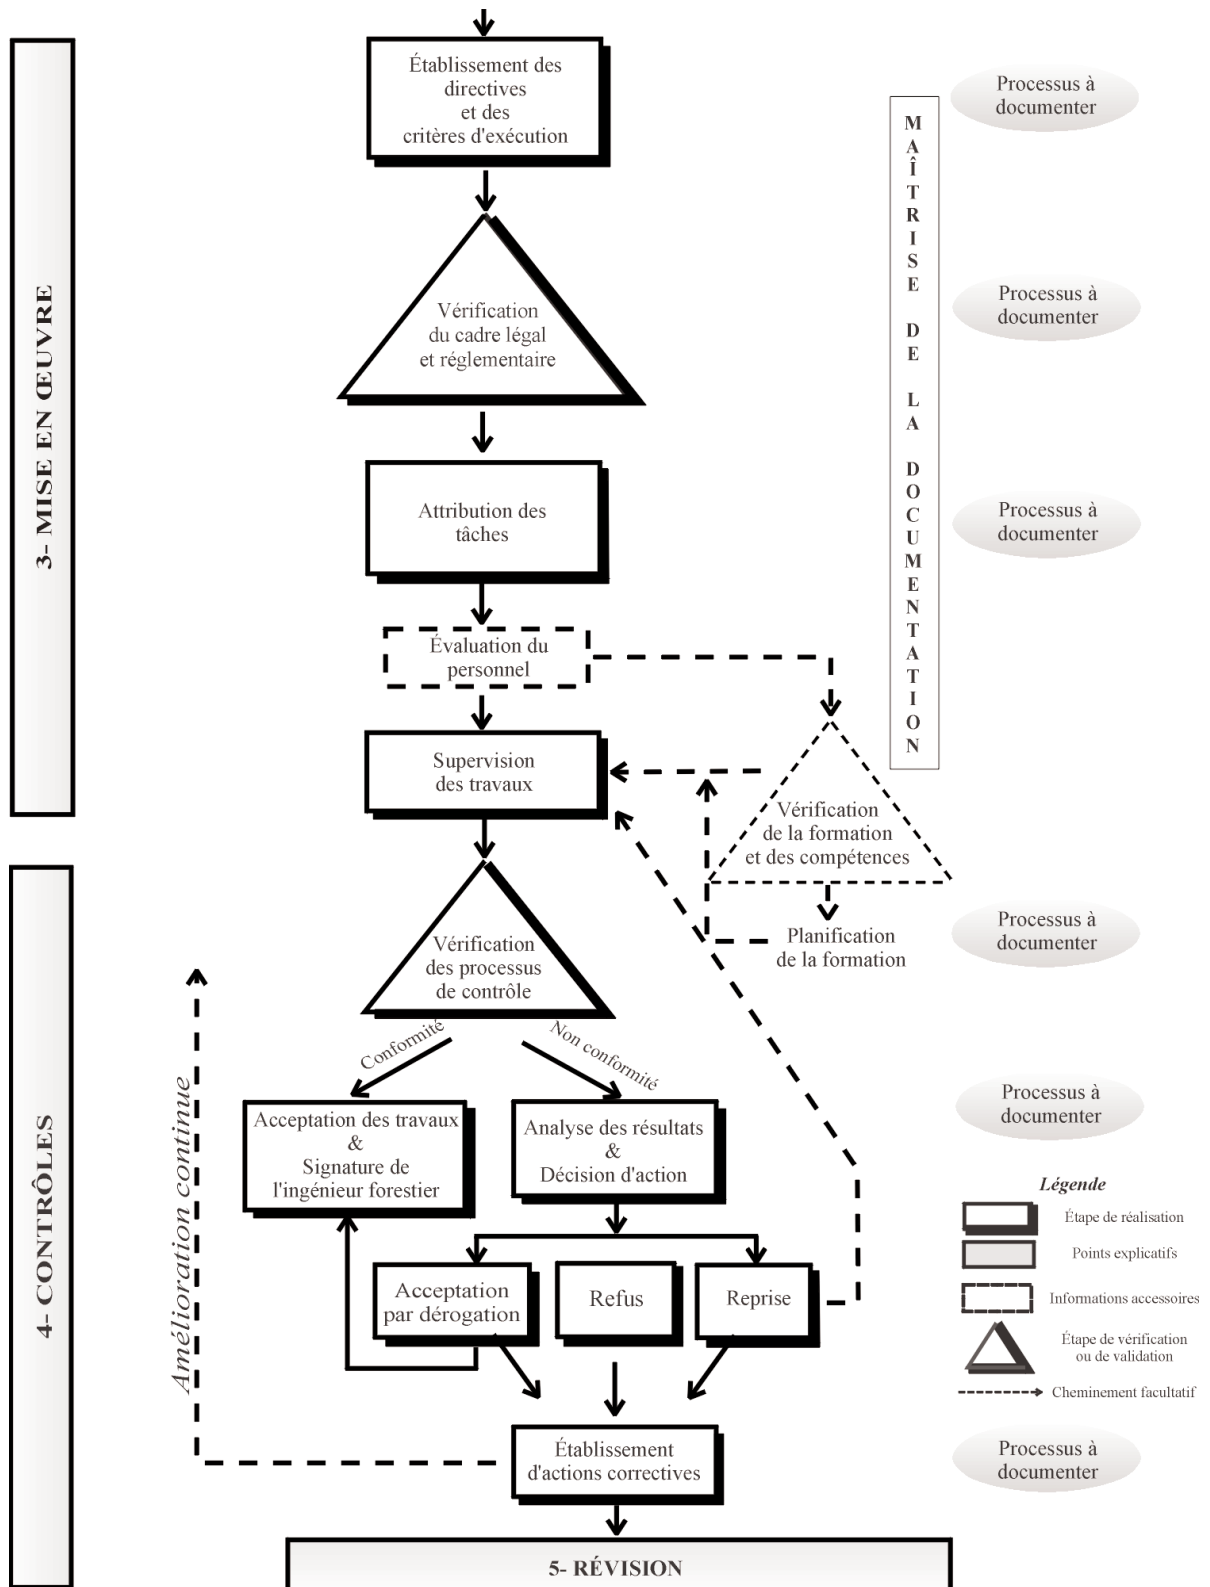 3- MISE EN ŒUVRE
Établissement des
directives
et des
critères d'exécution
Processus à
documenter
MAÎTRISE DE LA DOCUMENTATION
Vérification
du cadre légal
et réglementaire
Processus à
documenter
Attribution des
tâches
Processus à
documenter
Évaluation du
personnel
Supervision
des travaux
Vérification
de la formation
et des compétences
Planification
de la formation
Processus à
documenter
4- CONTRÔLES
Vérification
des processus
de contrôle
Conformité
Non conformité
Amélioration continue
Acceptation des travaux
&
Signature de
l'ingénieur forestier
Analyse des résultats
&
Décision d'action
Processus à
documenter
Acceptation
par dérogation
Refus
Reprise
Légende
Étape de réalisation
Points explicatifs
Informations accessoires
Étape de vérification
ou de validation
Cheminement facultatif
Établissement
d'actions correctives
Processus à
documenter
5- RÉVISION